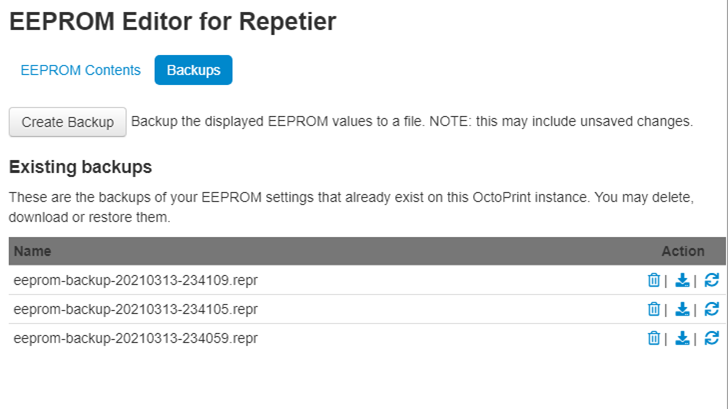 EEPROM Editor for Repetier
EEPROM Contents Backups
Create Backup Backup the displayed EEPROM values to a file. NOTE: this may include unsaved changes.
Existing backups
These are the backups of your EEPROM settings that already exist on this OctoPrint instance. You may delete,
download or restore them.
Name Action
eeprom-backup-20210313-234109.repr | |
eeprom-backup-20210313-234105.repr | |
eeprom-backup-20210313-234059.repr | |